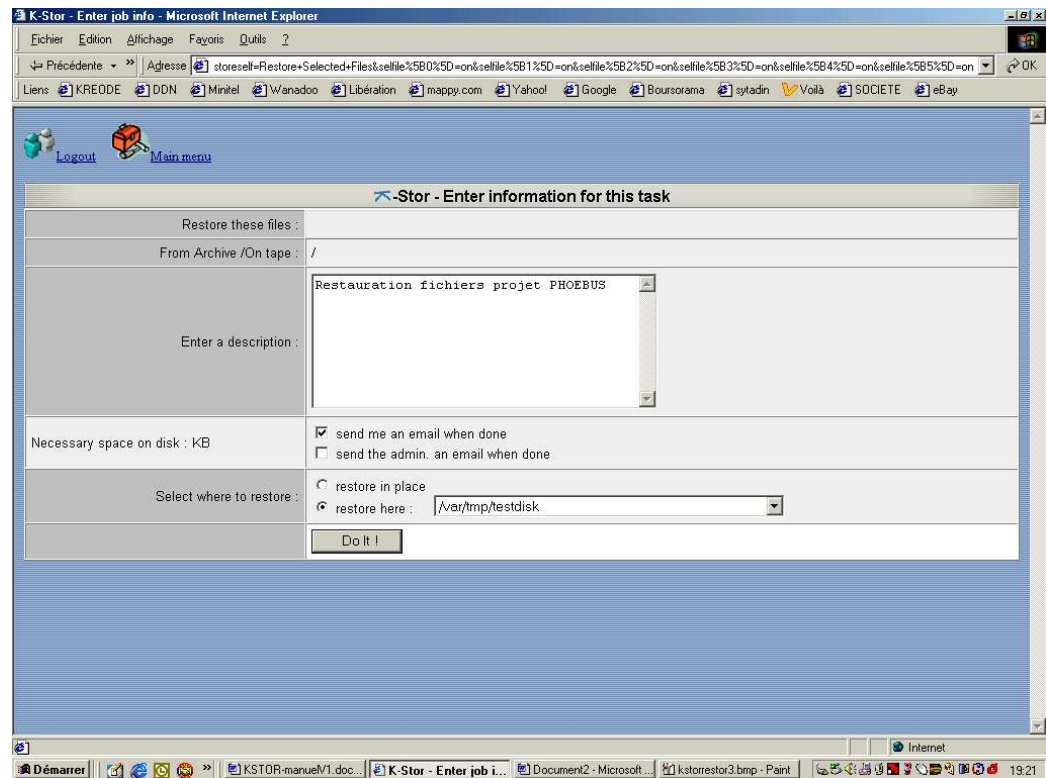 K-Stor - Enter job info - Microsoft Internet Explorer
Fichier Edition Affichage Favoris Outils ?
Précédente » Adresse storeself=Restore+Selected+Files&selfile%5B0%5D=on&selfile%5B1%5D=on&selfile%5B2%5D=on&selfile%5B3%5D=on&selfile%5B4%5D=on&selfile%5B5%5D=on OK
Liens KREODE DDN Minitel Wanadoo Libération mappy.com Yahoo! Google Boursorama sytadin Voilà SOCIETE eBay
Logout Main menu
K-Stor - Enter information for this task
Restore these files :
From Archive /On tape : /
Enter a description : Restauration fichiers projet PHOEBUS
Necessary space on disk : KB
send me an email when done
send the admin. an email when done
Select where to restore :
restore in place
restore here : /var/tmp/testdisk
Do It !
Internet
Démarrer » KSTOR-manuelV1.doc... K-Stor - Enter job i... Document2 - Microsoft ... kstorrestor3.bmp - Paint 19:21